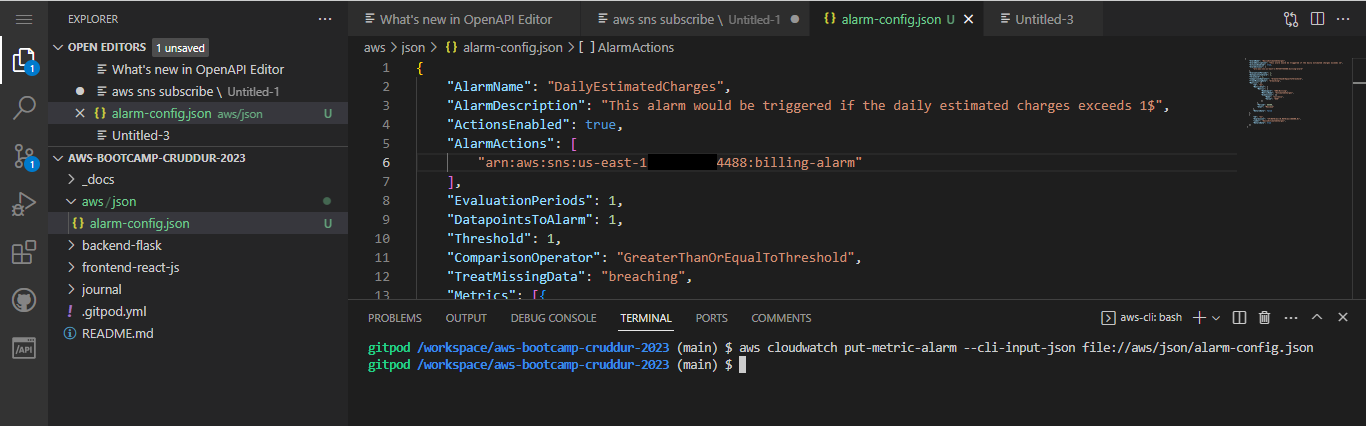 EXPLORER
OPEN EDITORS 1 unsaved
What's new in OpenAPI Editor
aws sns subscribe \ Untitled-1
alarm-config.json aws/json U
Untitled-3
AWS-BOOTCAMP-CRUDDUR-2023
_docs
aws/json
alarm-config.json U
backend-flask
frontend-react-js
journal
.gitpod.yml
README.md
1
1
/API
What's new in OpenAPI Editor
aws sns subscribe \ Untitled-1
alarm-config.json U
Untitled-3
aws > json > {} alarm-config.json > [ ] AlarmActions
1 {
2 "AlarmName": "DailyEstimatedCharges",
3 "AlarmDescription": "This alarm would be triggered if the daily estimated charges exceeds 1$",
4 "ActionsEnabled": true,
5 "AlarmActions": [
6 "arn:aws:sns:us-east-1 4488:billing-alarm"
7 ],
8 "EvaluationPeriods": 1,
9 "DatapointsToAlarm": 1,
10 "Threshold": 1,
11 "ComparisonOperator": "GreaterThanOrEqualToThreshold",
12 "TreatMissingData": "breaching",
13 "Metrics": [{
PROBLEMS OUTPUT DEBUG CONSOLE TERMINAL PORTS COMMENTS
aws-cli: bash
gitpod /workspace/aws-bootcamp-cruddur-2023 (main) $ aws cloudwatch put-metric-alarm --cli-input-json file://aws/json/alarm-config.json
gitpod /workspace/aws-bootcamp-cruddur-2023 (main) $